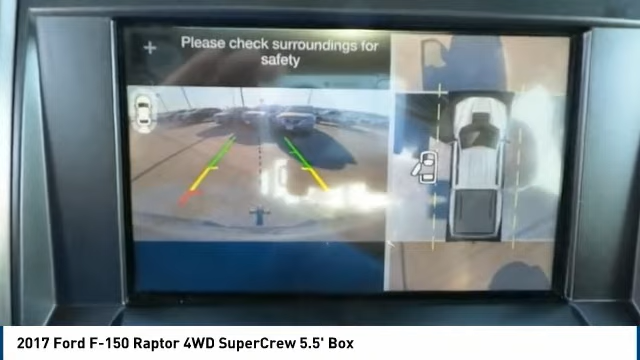 Please check surroundings for
safety
2017 Ford F-150 Raptor 4WD SuperCrew 5.5' Box